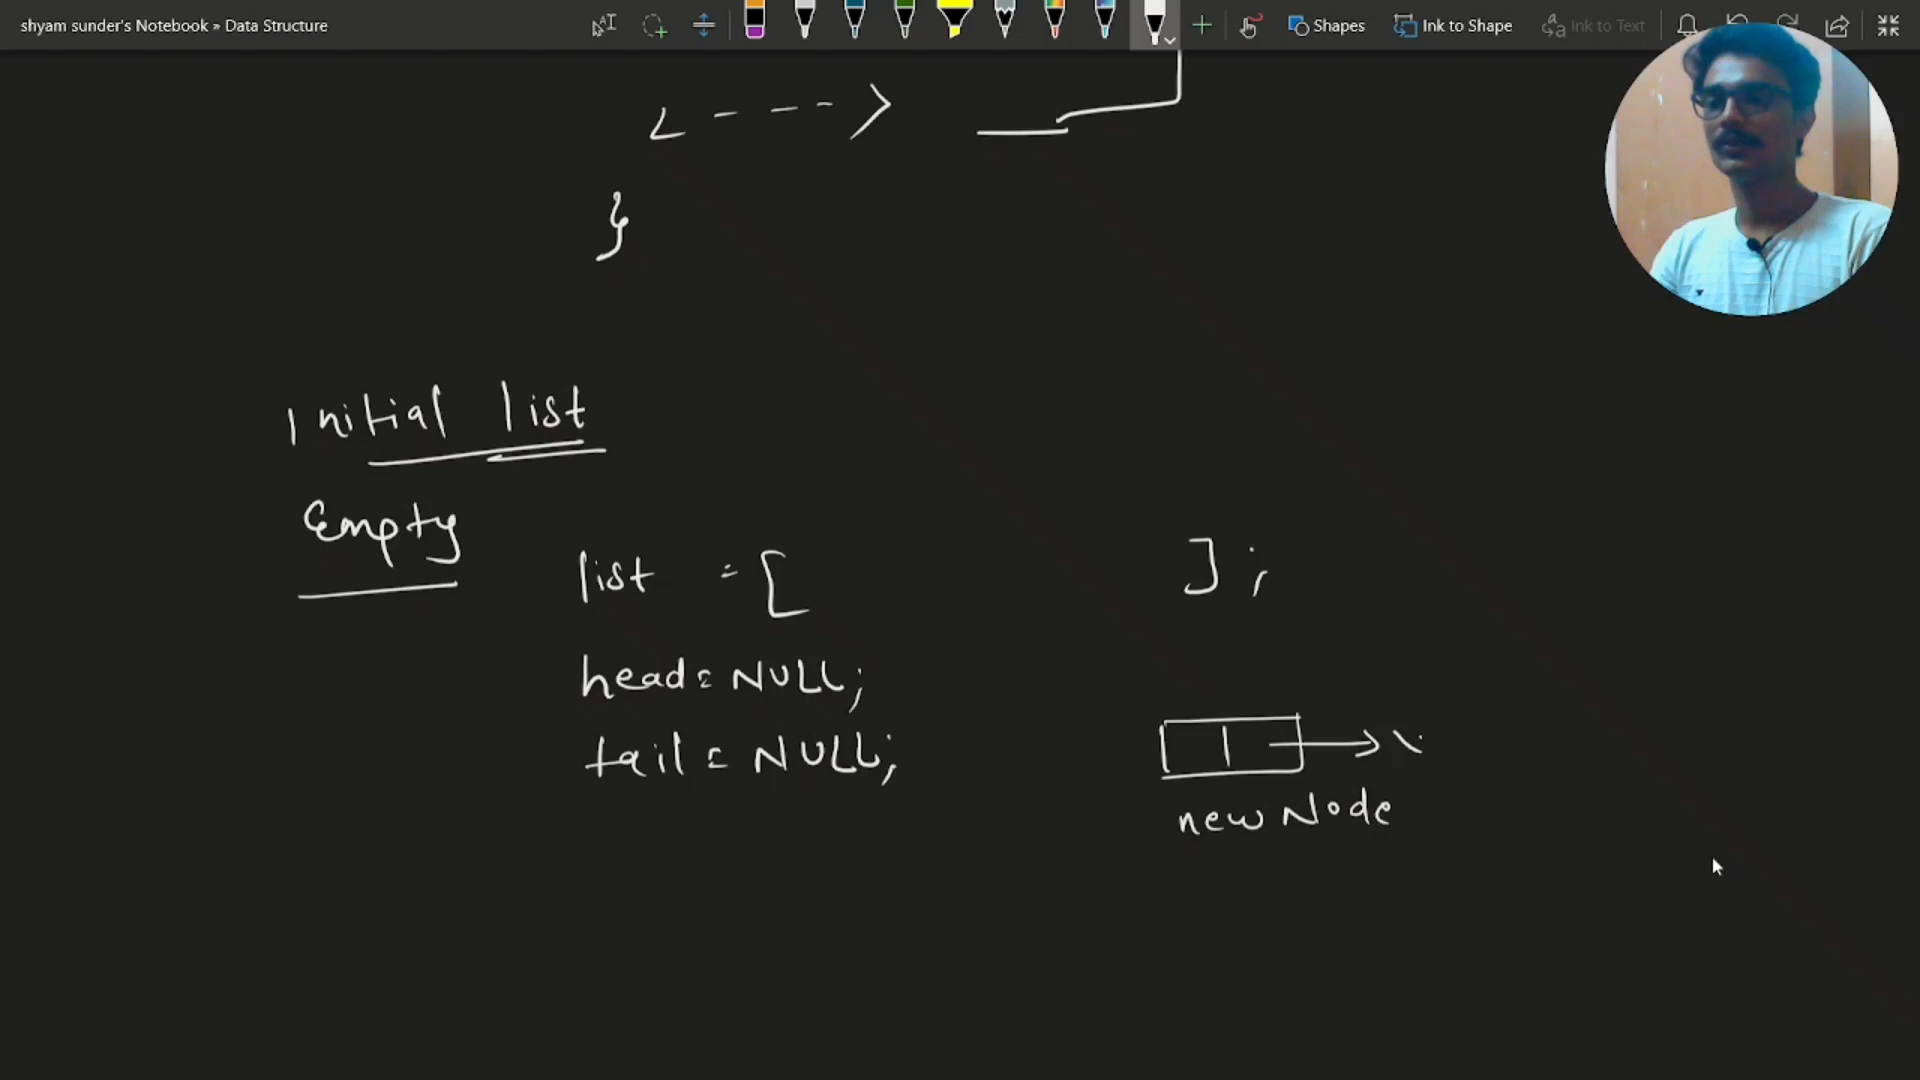 shyam sunder's Notebook » Data Structure
Shapes
Ink to Shape
Ink to Text
< - - - >
}
Initial list
Empty
list = [ ];
head = NULL;
tail = NULL;
new Node